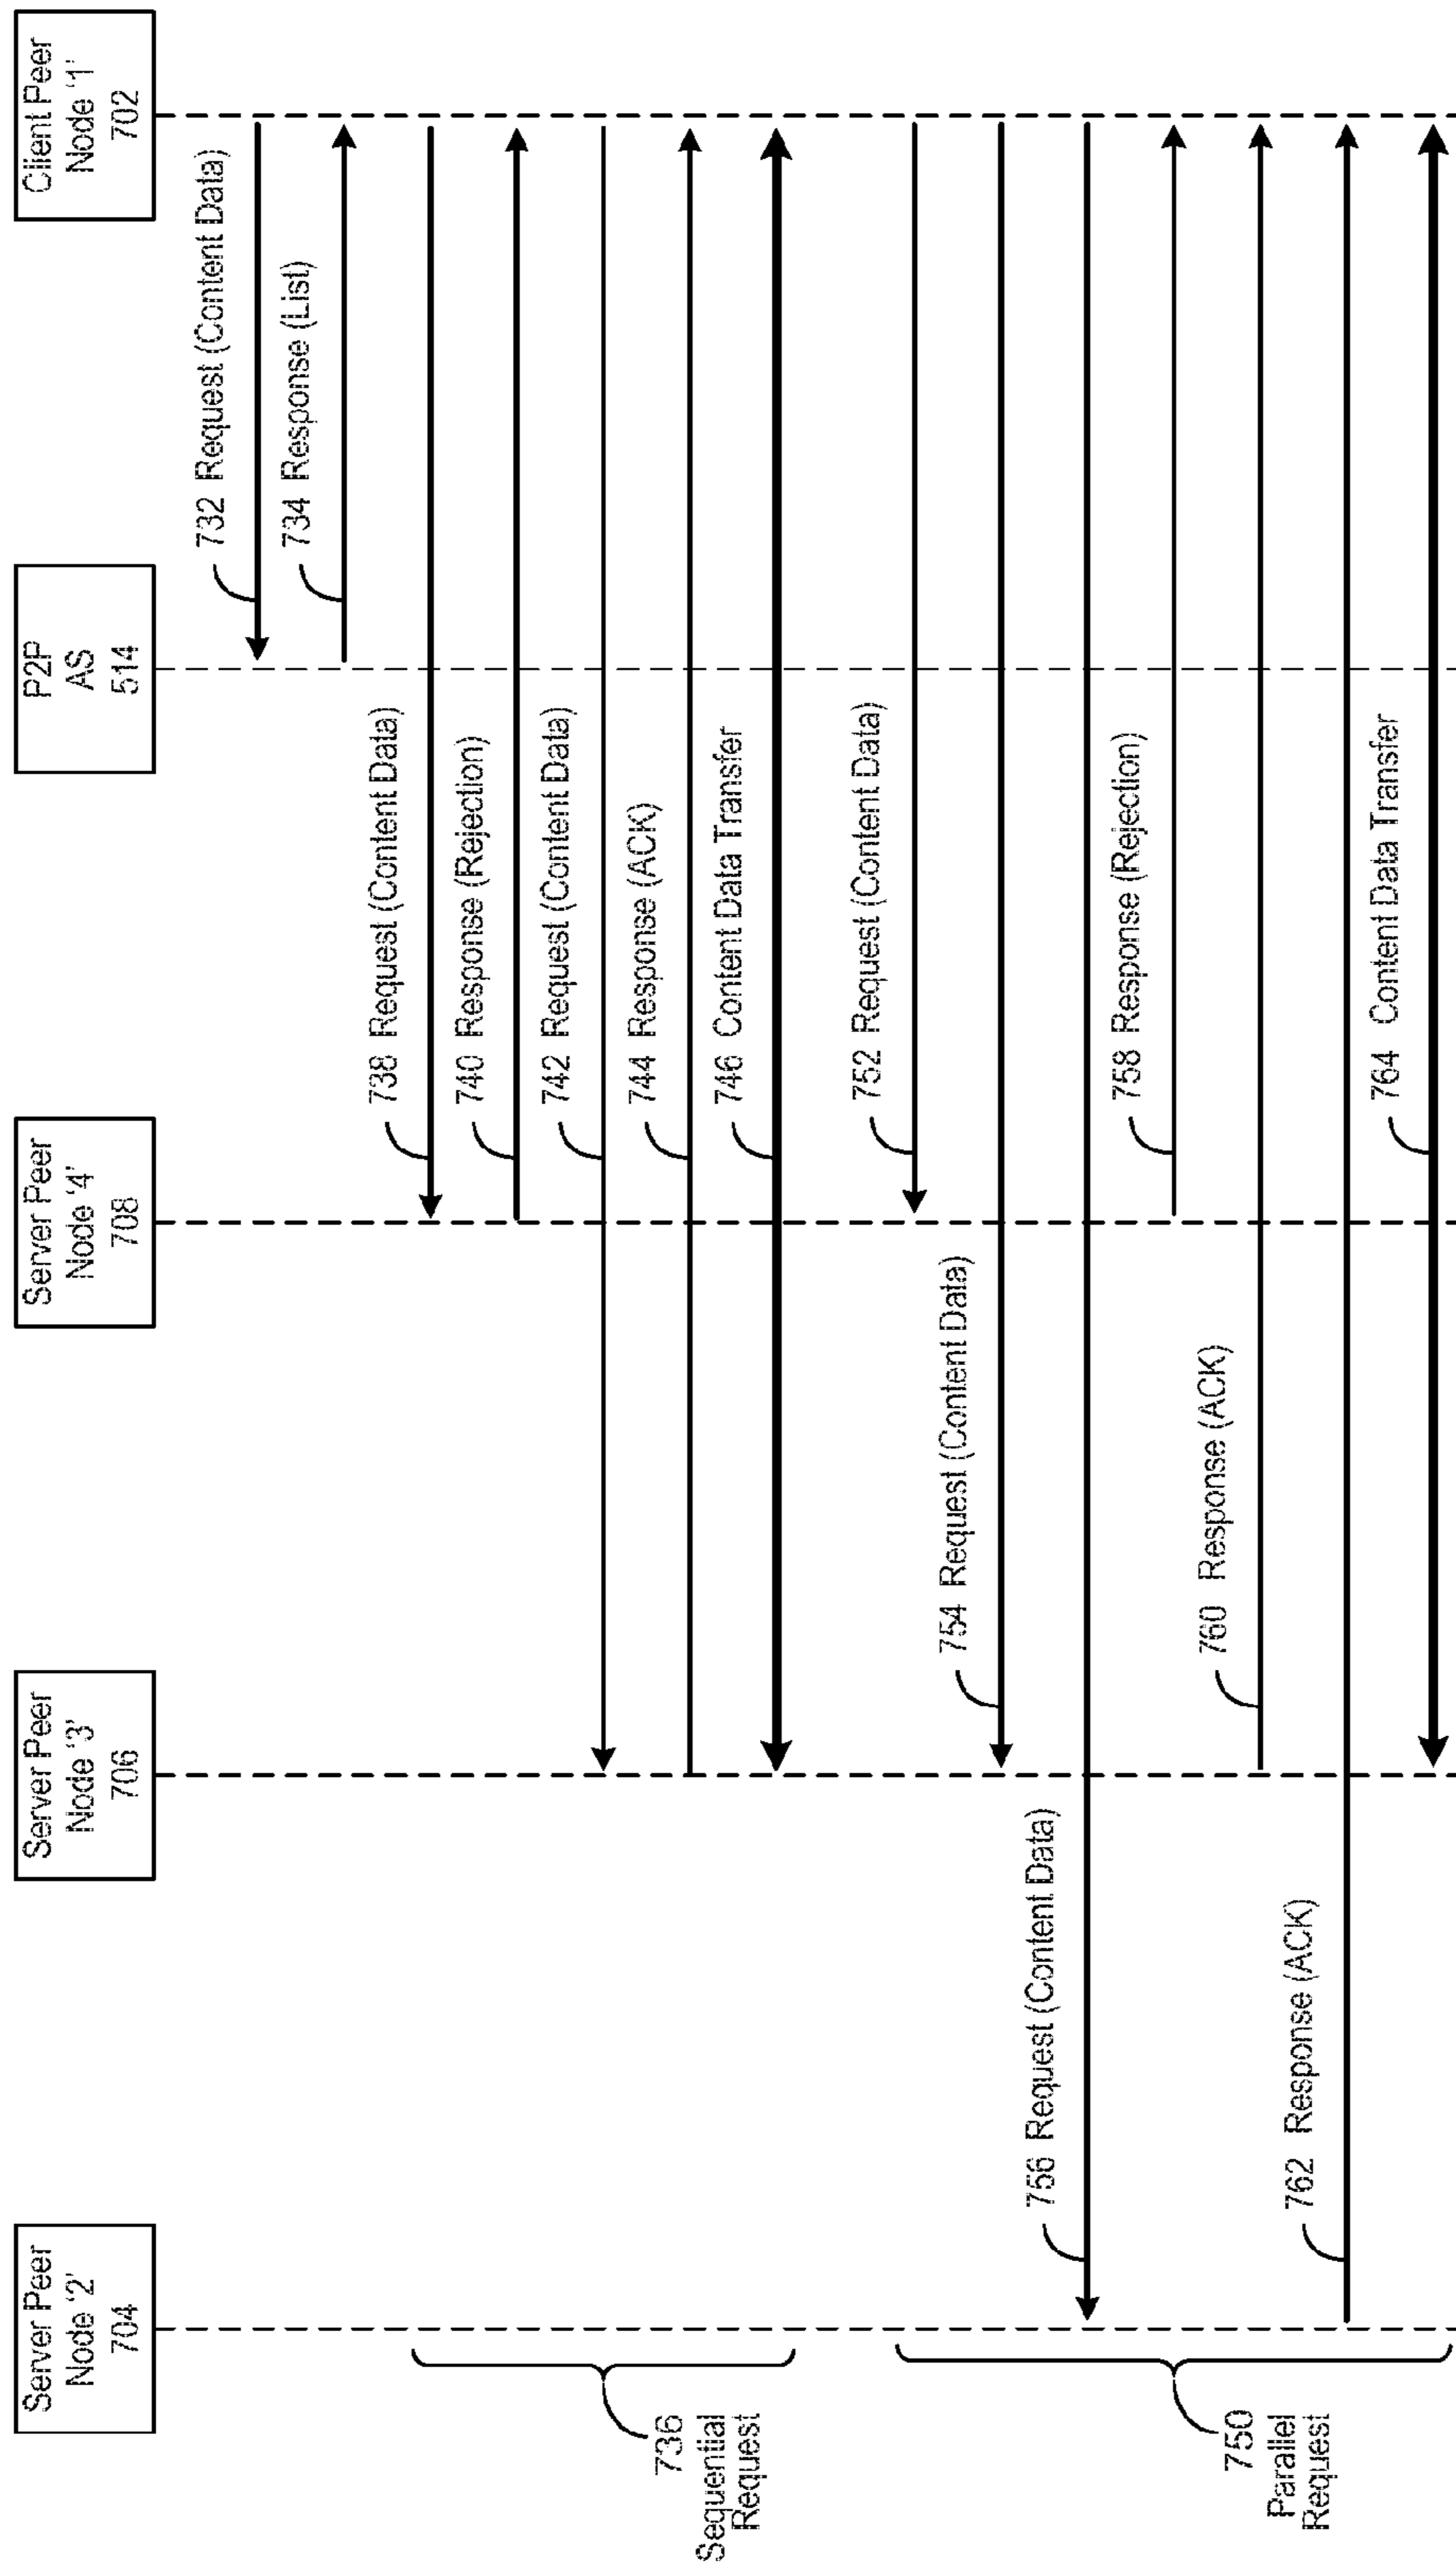 Server Peer
Node '2'
704
Server Peer
Node '3'
706
Server Peer
Node '4'
708
P2P
AS
514
Client Peer
Node '1'
702
732 Request (Content Data)
734 Response (List)
736
Sequential
Request
738 Request (Content Data)
740 Response (Rejection)
742 Request (Content Data)
744 Response (ACK)
746 Content Data Transfer
750
Parallel
Request
752 Request (Content Data)
754 Request (Content Data)
756 Request (Content Data)
758 Response (Rejection)
760 Response (ACK)
762 Response (ACK)
764 Content Data Transfer